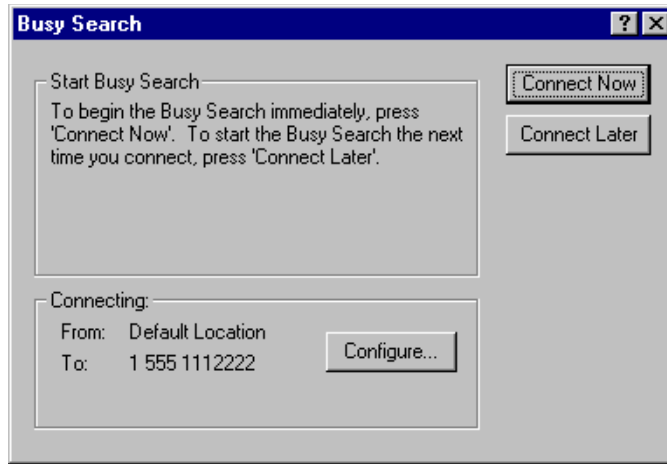 Busy Search
Start Busy Search
To begin the Busy Search immediately, press
'Connect Now'. To start the Busy Search the next
time you connect, press 'Connect Later'.
Connect Now
Connect Later
Connecting:
From: Default Location
To: 1 555 1112222
Configure...